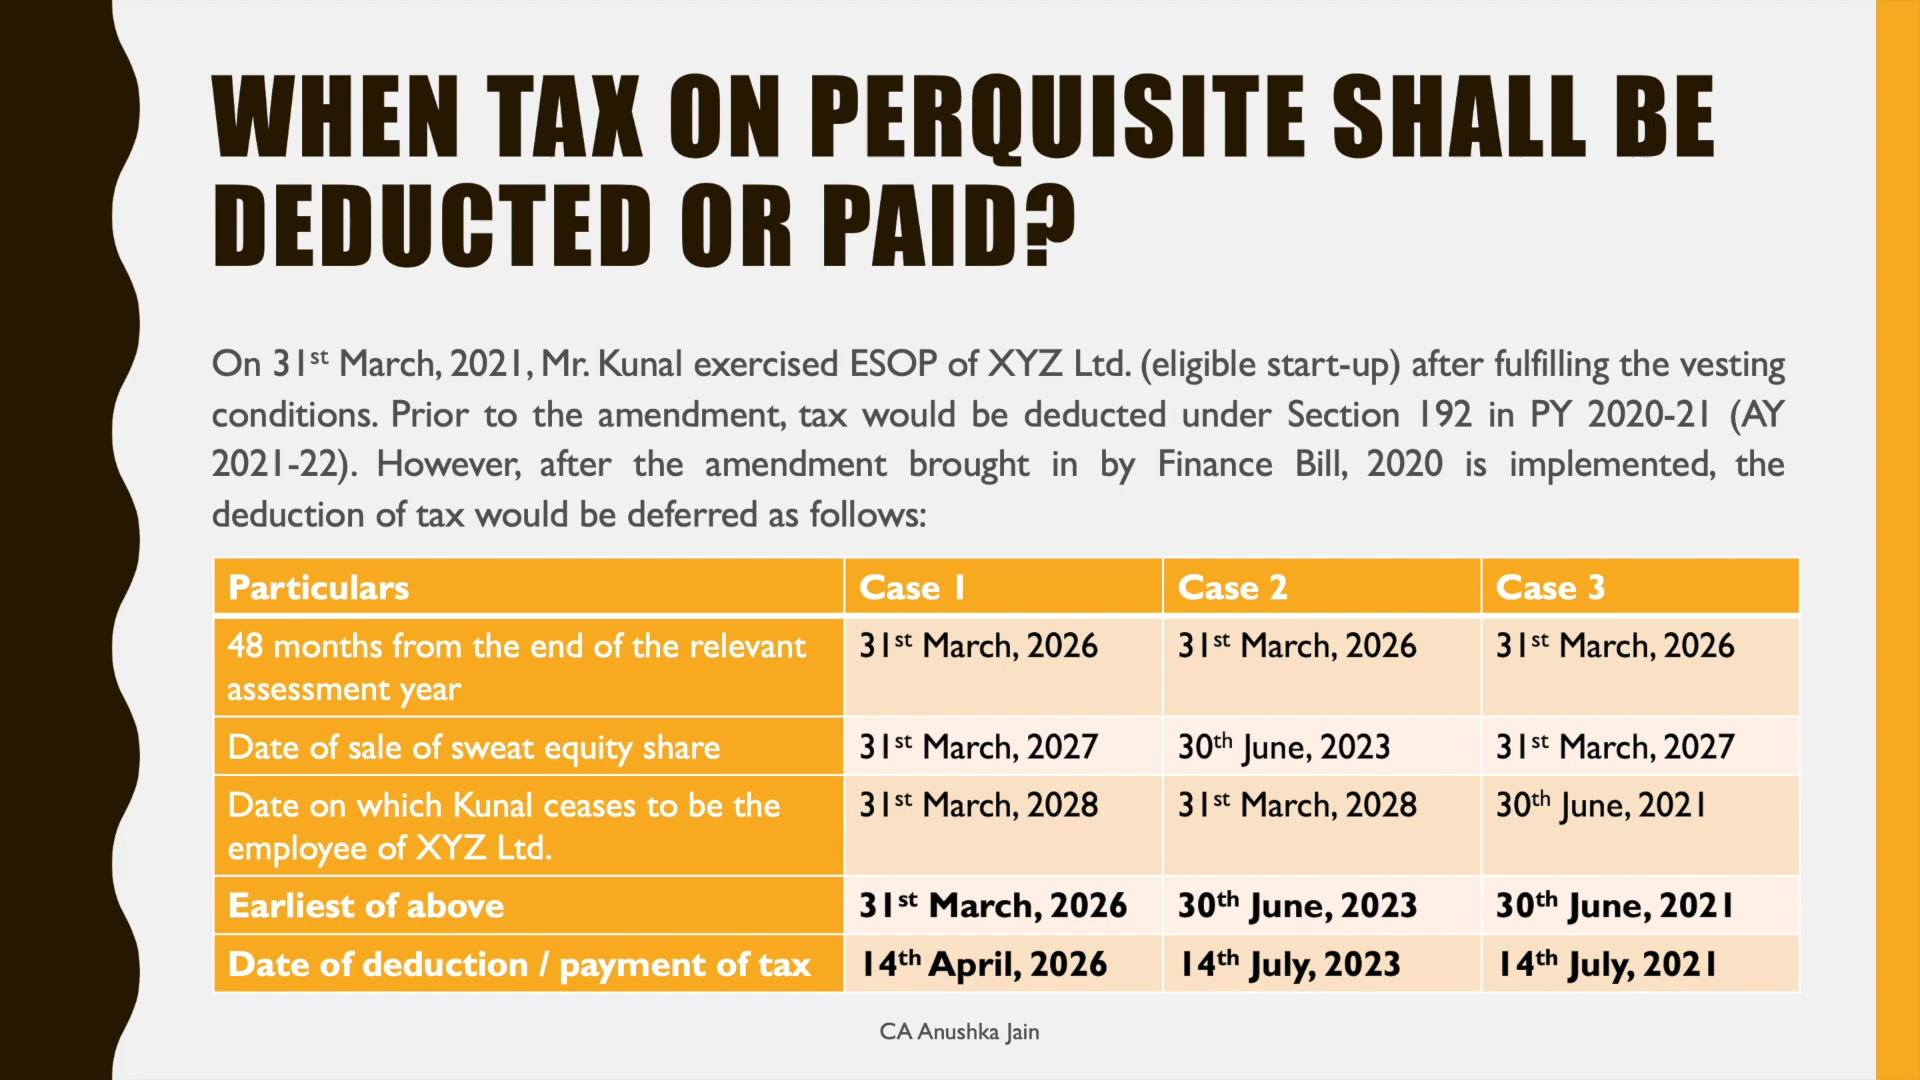 WHEN TAX ON PERQUISITE SHALL BE
DEDUCTED OR PAID?
On 31st March, 2021, Mr. Kunal exercised ESOP of XYZ Ltd. (eligible start-up) after fulfilling the vesting
conditions. Prior to the amendment, tax would be deducted under Section 192 in PY 2020-21 (AY
2021-22). However, after the amendment brought in by Finance Bill, 2020 is implemented, the
deduction of tax would be deferred as follows:
Particulars Case 1 Case 2 Case 3
48 months from the end of the relevant 31st March, 2026 31st March, 2026 31st March, 2026
assessment year
Date of sale of sweat equity share 31st March, 2027 30th June, 2023 31st March, 2027
Date on which Kunal ceases to be the 31st March, 2028 31st March, 2028 30th June, 2021
employee of XYZ Ltd.
Earliest of above 31st March, 2026 30th June, 2023 30th June, 2021
Date of deduction / payment of tax 14th April, 2026 14th July, 2023 14th July, 2021
CA Anushka Jain